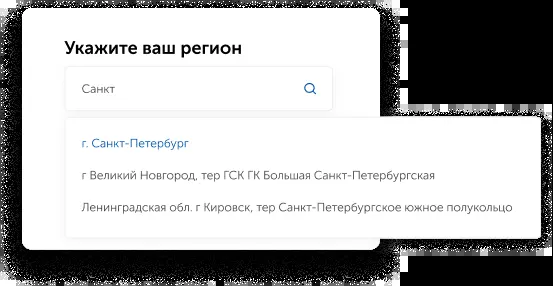 Укажите ваш регион
Санкт
г. Санкт-Петербург
г Великий Новгород, тер ГСК ГК Большая Санкт-Петербургская
Ленинградская обл. г Кировск, тер Санкт-Петербургское южное полукольцо